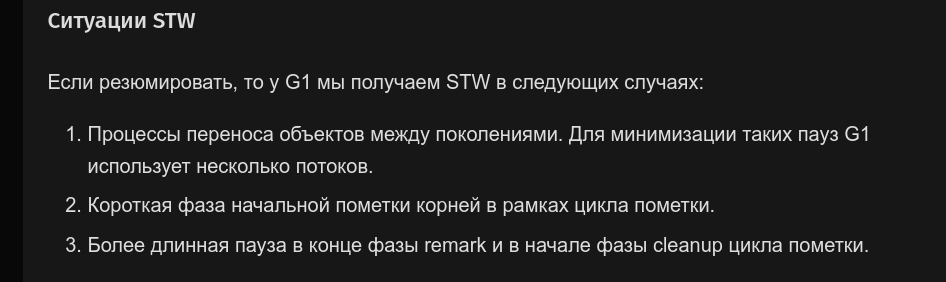 Ситуации STW
Если резюмировать, то у G1 мы получаем STW в следующих случаях:
1. Процессы переноса объектов между поколениями. Для минимизации таких пауз G1
использует несколько потоков.
2. Короткая фаза начальной пометки корней в рамках цикла пометки.
3. Более длинная пауза в конце фазы remark и в начале фазы cleanup цикла пометки.